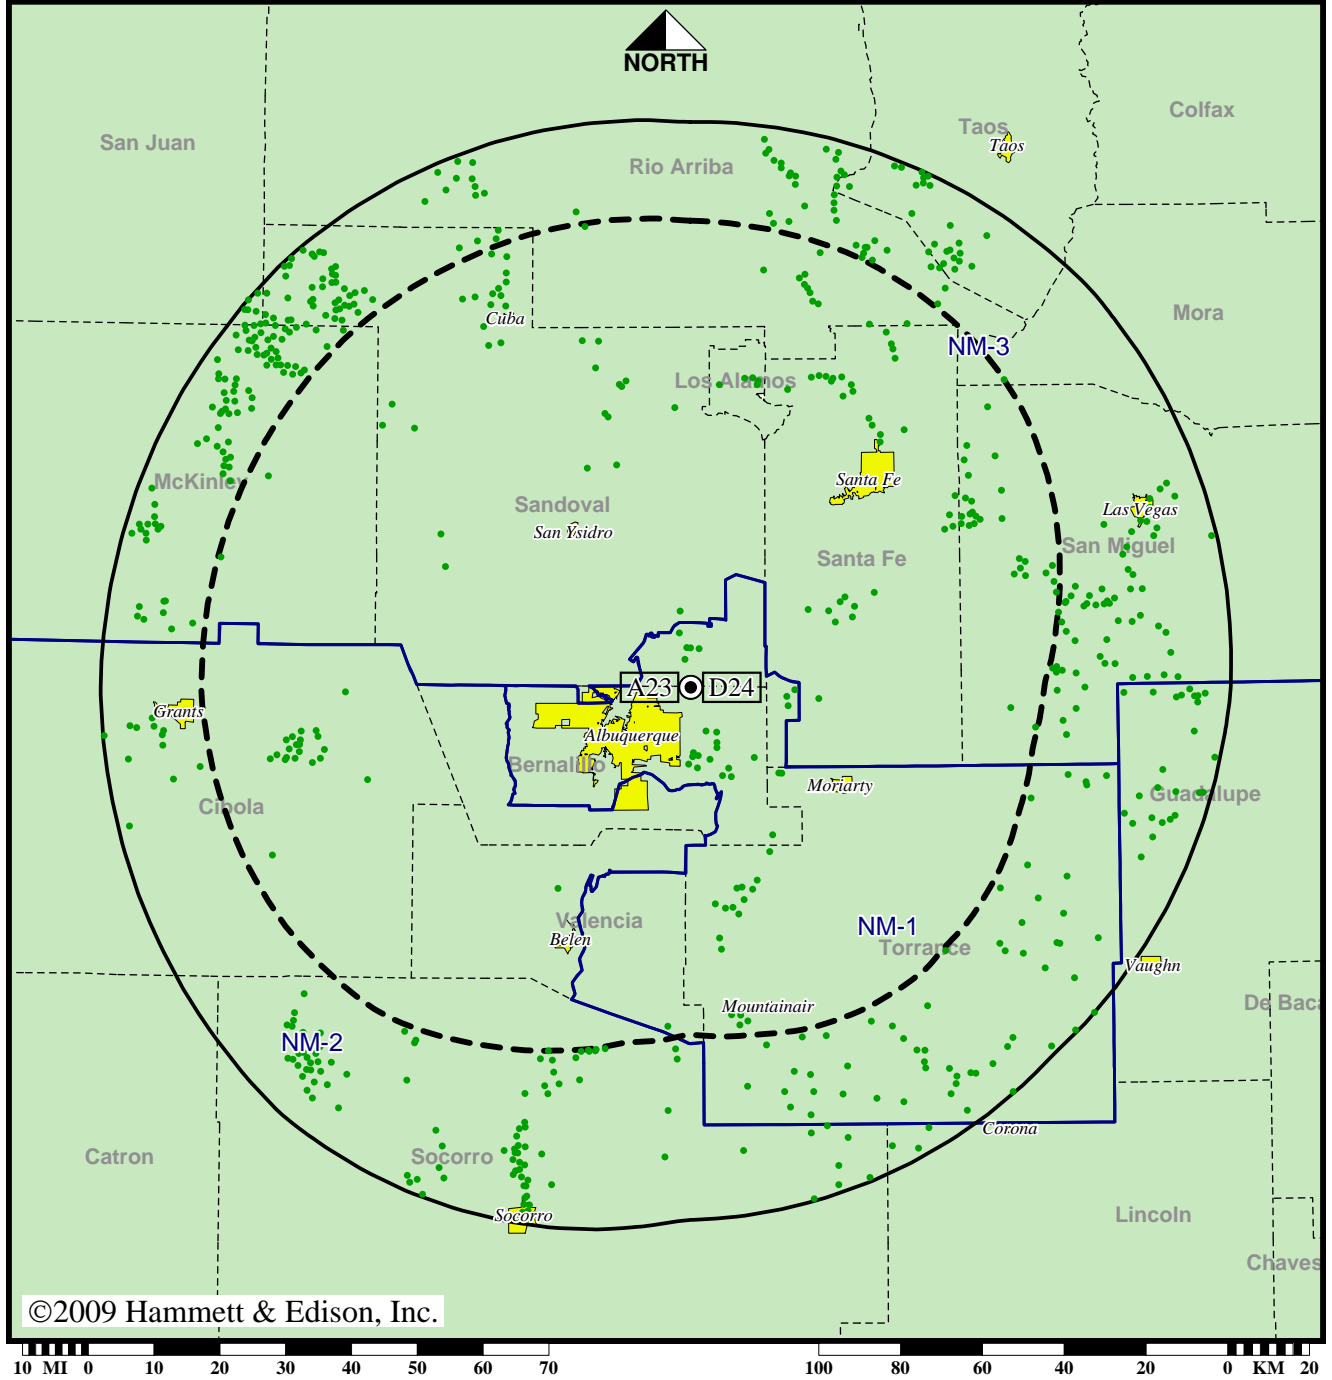 NORTH
Colfax
Taos
San Juan
Taos
Rio Arriba
Mora
Cuba
NM-3
Los Alamos
Santa Fe
McKinley
Sandoval
Las Vegas
San Ysidro
San Miguel
Santa Fe
A23 D24
Grants
Albuquerque
Bernalillo
Moriarty
Guadalupe
Cibola
Valencia
NM-1
Belen
Torrance
Vaughn
De Baca
Mountainair
NM-2
Corona
Catron
Socorro
Socorro
Lincoln
Chaves
©2009 Hammett & Edison, Inc.
10 MI 0 10 20 30 40 50 60 70 100 80 60 40 20 0 KM 20